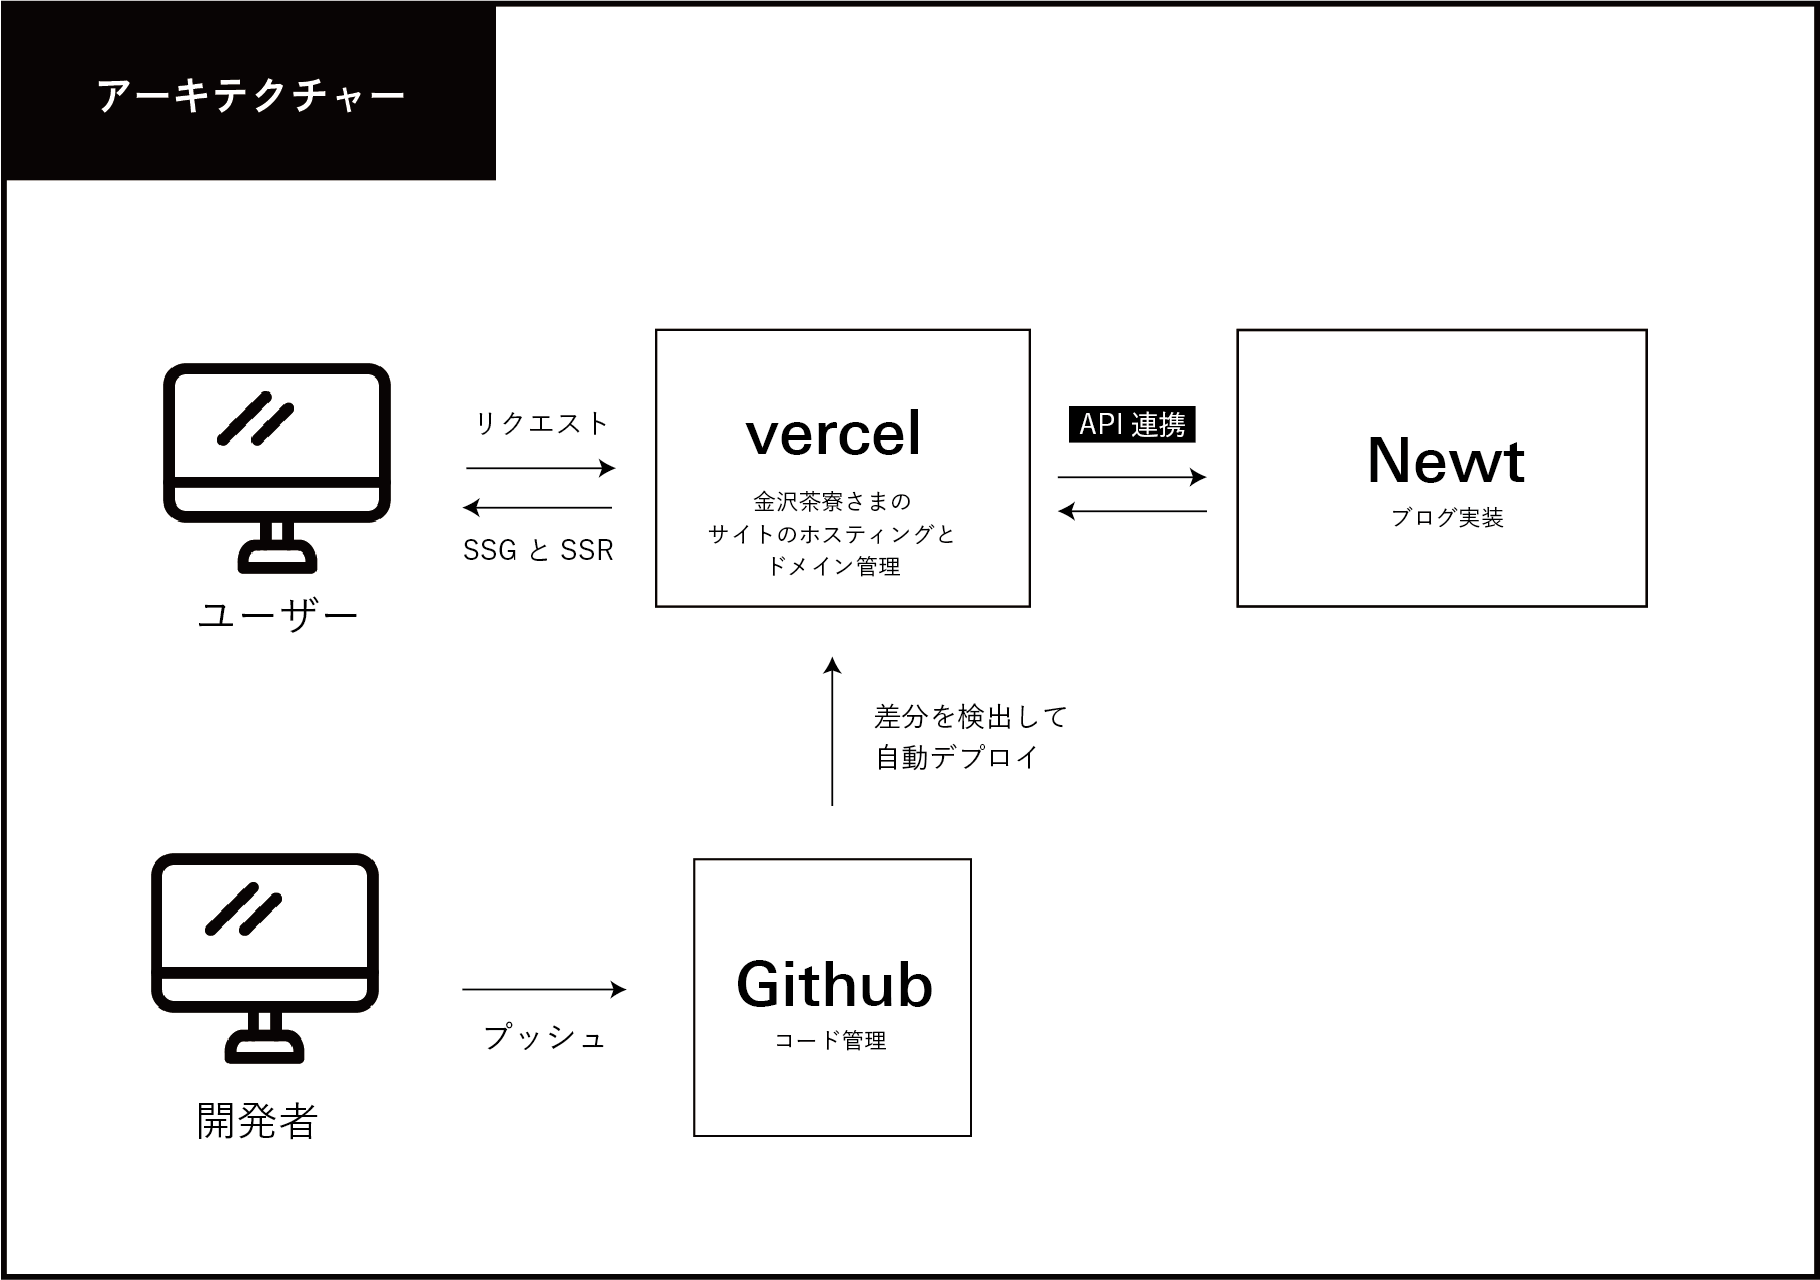 アーキテクチャー
リクエスト
SSG と SSR
ユーザー
vercel
金沢茶寮さまの
サイトのホスティングと
ドメイン管理
API 連携
Newt
ブログ実装
差分を検出して
自動デプロイ
プッシュ
開発者
Github
コード管理